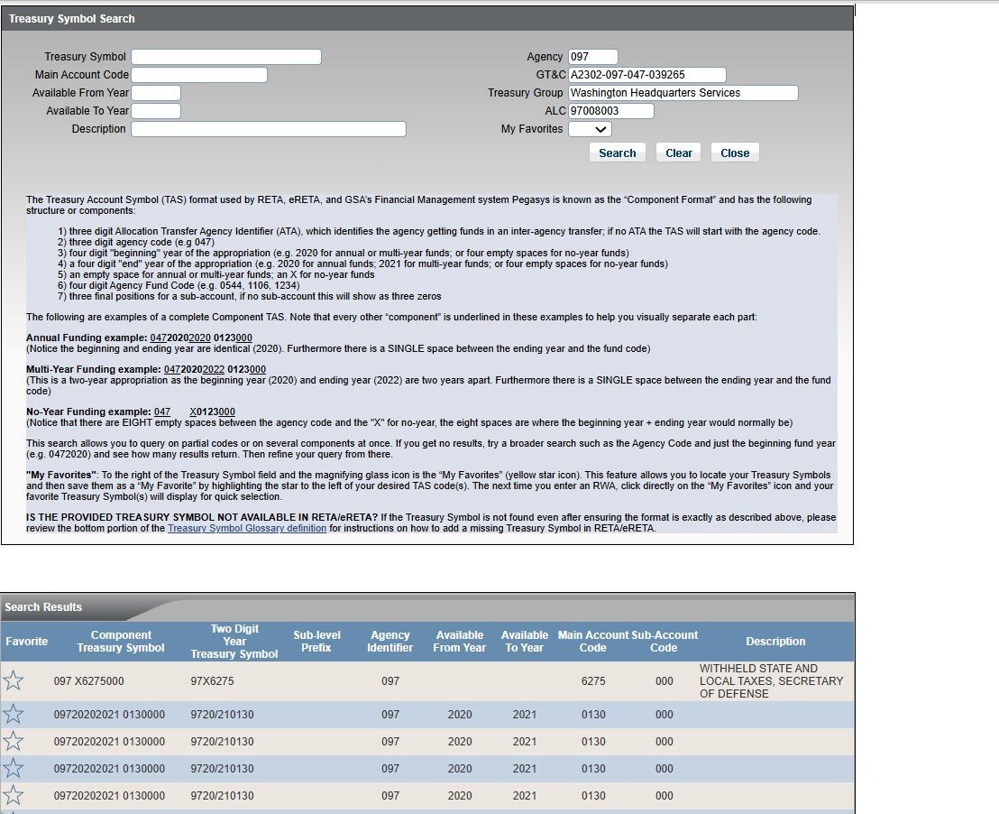 Treasury Symbol Search
Treasury Symbol
Main Account Code
Available From Year
Available To Year
Description
Agency 097
GT&C A2302-097-047-039265
Treasury Group Washington Headquarters Services
ALC 97008003
My Favorites
Search Clear Close
The Treasury Account Symbol (TAS) format used by RETA, eRETA, and GSA's Financial Management system Pegasys is known as the "Component Format" and has the following
structure or components:
1) three digit Allocation Transfer Agency Identifier (ATA), which identifies the agency getting funds in an inter-agency transfer; if no ATA the TAS will start with the agency code.
2) three digit agency code (e.g 047)
3) four digit "beginning" year of the appropriation (e.g. 2020 for annual or multi-year funds; or four empty spaces for no-year funds)
4) a four digit "end" year of the appropriation (e.g. 2020 for annual funds; 2021 for multi-year funds; or four empty spaces for no-year funds)
5) an empty space for annual or multi-year funds; an X for no-year funds
6) four digit Agency Fund Code (e.g. 0544, 1106, 1234)
7) three final positions for a sub-account, if no sub-account this will show as three zeros
The following are examples of a complete Component TAS. Note that every other "component" is underlined in these examples to help you visually separate each part:
Annual Funding example: 04720202020 0123000
(Notice the beginning and ending year are identical (2020). Furthermore there is a SINGLE space between the ending year and the fund code)
Multi-Year Funding example: 04720202022 0123000
(This is a two-year appropriation as the beginning year (2020) and ending year (2022) are two years apart. Furthermore there is a SINGLE space between the ending year and the fund
code)
No-Year Funding example: 047        X0123000
(Notice that there are EIGHT empty spaces between the agency code and the "X" for no-year, the eight spaces are where the beginning year + ending year would normally be)
This search allows you to query on partial codes or on several components at once. If you get no results, try a broader search such as the Agency Code and just the beginning fund year
(e.g. 0472020) and see how many results return. Then refine your query from there.
"My Favorites": To the right of the Treasury Symbol field and the magnifying glass icon is the "My Favorites" (yellow star icon). This feature allows you to locate your Treasury Symbols
and then save them as a "My Favorite" by highlighting the star to the left of your desired TAS code(s). The next time you enter an RWA, click directly on the "My Favorites" icon and your
favorite Treasury Symbol(s) will display for quick selection.
IS THE PROVIDED TREASURY SYMBOL NOT AVAILABLE IN RETA/eRETA? If the Treasury Symbol is not found even after ensuring the format is exactly as described above, please
review the bottom portion of the Treasury Symbol Glossary definition for instructions on how to add a missing Treasury Symbol in RETA/eRETA.
Search Results
Favorite
Component
Treasury Symbol
Two Digit
Year
Treasury Symbol
Sub-level
Prefix
Agency
Identifier
Available
From Year
Available
To Year
Main Account
Code
Sub-Account
Code
Description
097 X6275000 97X6275 097 6275 000
WITHHELD STATE AND
LOCAL TAXES, SECRETARY
OF DEFENSE
09720202021 0130000 9720/210130 097 2020 2021 0130 000
09720202021 0130000 9720/210130 097 2020 2021 0130 000
09720202021 0130000 9720/210130 097 2020 2021 0130 000
09720202021 0130000 9720/210130 097 2020 2021 0130 000